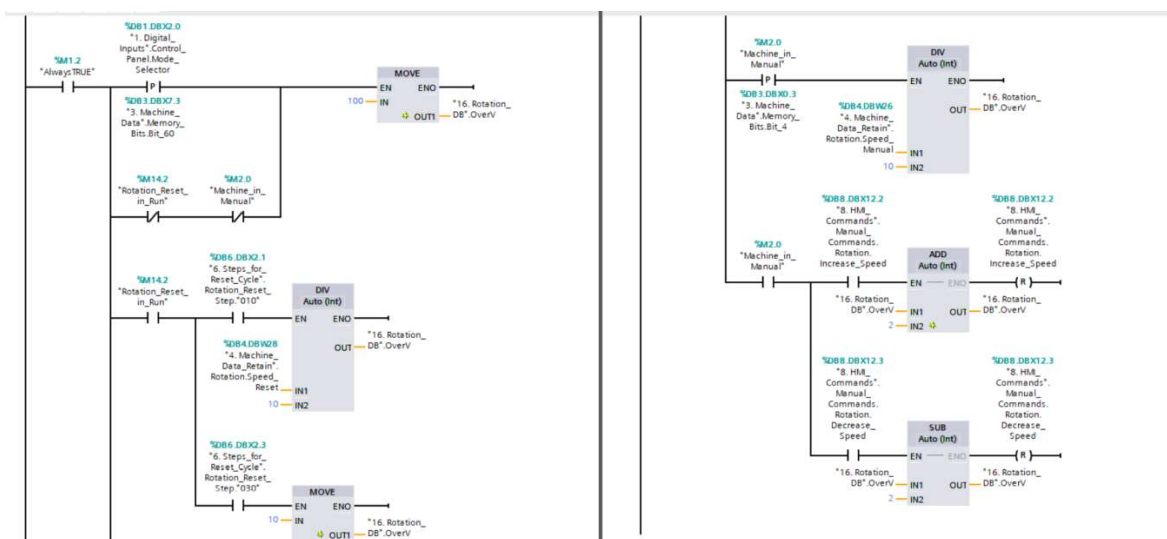 %DB1.DBX2.0
"1. Digital_
Inputs".Control_
Panel.Mode_
Selector
%M1.2
"AlwaysTRUE"
P
%DB3.DBX7.3
"3. Machine_
Data".Memory_
Bits.Bit_60
MOVE
EN
ENO
100
IN
OUT1
"16. Rotation_
DB".OverV
%M14.2
"Rotation_Reset_
in_Run"
%M2.0
"Machine_in_
Manual"
%M14.2
"Rotation_Reset_
in_Run"
%DB6.DBX2.1
"6. Steps_for_
Reset_Cycle".
Rotation_Reset_
Step."010"
DIV
Auto (Int)
EN
ENO
%DB4.DBW28
"4. Machine_
Data_Retain".
Rotation.Speed_
Reset
IN1
10
IN2
OUT
"16. Rotation_
DB".OverV
%DB6.DBX2.3
"6. Steps_for_
Reset_Cycle".
Rotation_Reset_
Step."030"
MOVE
EN
ENO
10
IN
OUT1
"16. Rotation_
DB".OverV
%M2.0
"Machine_in_
Manual"
P
%DB3.DBX0.3
"3. Machine_
Data".Memory_
Bits.Bit_4
DIV
Auto (Int)
EN
ENO
%DB4.DBW26
"4. Machine_
Data_Retain".
Rotation.Speed_
Manual
IN1
10
IN2
OUT
"16. Rotation_
DB".OverV
%M2.0
"Machine_in_
Manual"
%DB8.DBX12.2
"8. HMI_
Commands".
Manual_
Commands.
Rotation.
Increase_Speed
ADD
Auto (Int)
EN
ENO
"16. Rotation_
DB".OverV
IN1
2
IN2
OUT
"16. Rotation_
DB".OverV
%DB8.DBX12.2
"8. HMI_
Commands".
Manual_
Commands.
Rotation.
Increase_Speed
R
%DB8.DBX12.3
"8. HMI_
Commands".
Manual_
Commands.
Rotation.
Decrease_
Speed
SUB
Auto (Int)
EN
ENO
"16. Rotation_
DB".OverV
IN1
2
IN2
OUT
"16. Rotation_
DB".OverV
%DB8.DBX12.3
"8. HMI_
Commands".
Manual_
Commands.
Rotation.
Decrease_
Speed
R